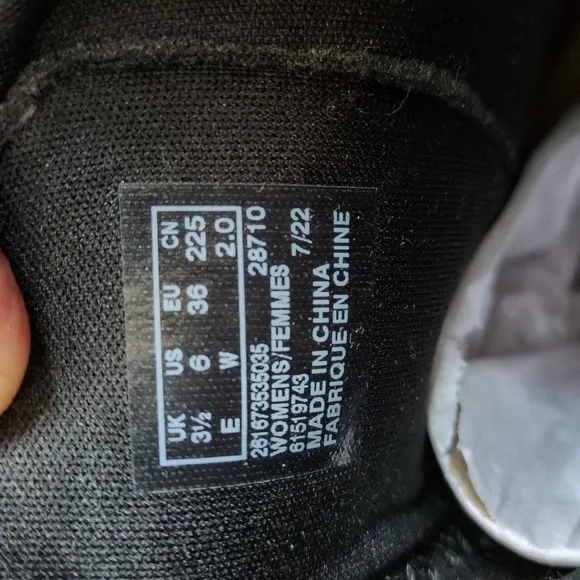 UK US EU CN
3½ 6 36 225
E W 2.0
261673535035 28710
WOMENS/FEMMES
61519743 7/22
MADE IN CHINA
FABRIQUE EN CHINE